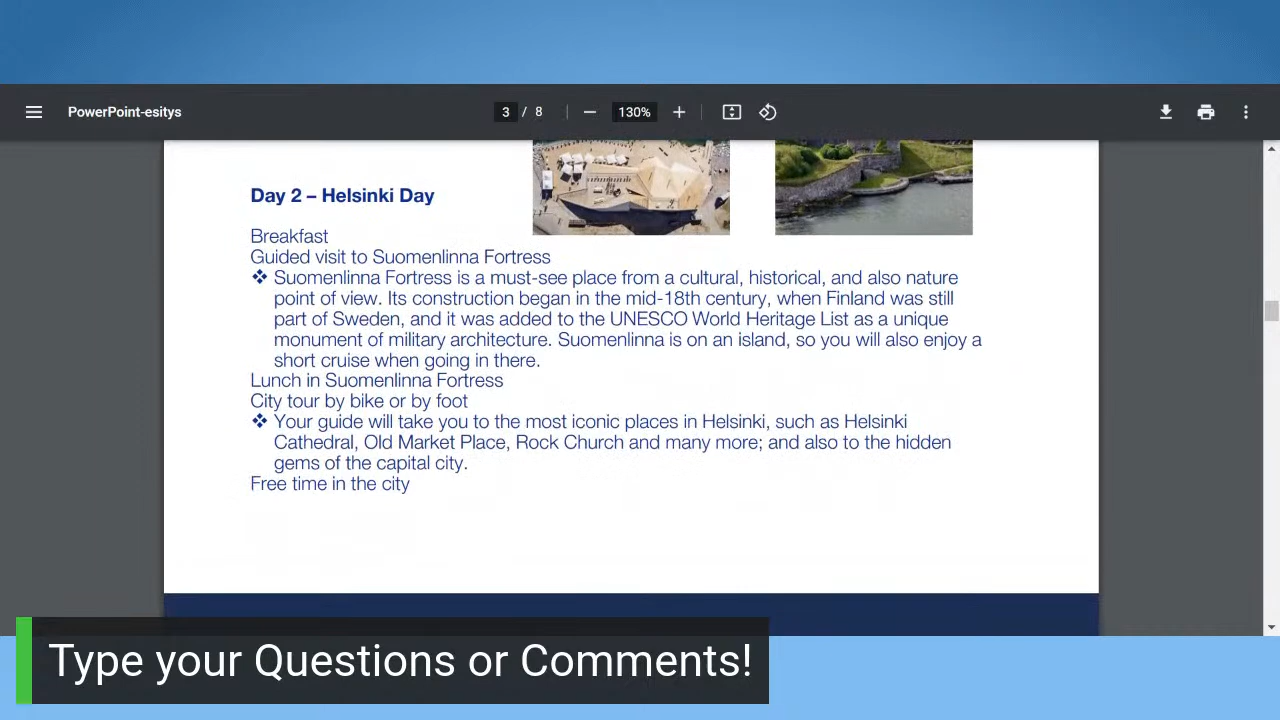 PowerPoint-esitys
3 / 8
130%
Day 2 – Helsinki Day
Breakfast
Guided visit to Suomenlinna Fortress
❖ Suomenlinna Fortress is a must-see place from a cultural, historical, and also nature
point of view. Its construction began in the mid-18th century, when Finland was still
part of Sweden, and it was added to the UNESCO World Heritage List as a unique
monument of military architecture. Suomenlinna is on an island, so you will also enjoy a
short cruise when going in there.
Lunch in Suomenlinna Fortress
City tour by bike or by foot
❖ Your guide will take you to the most iconic places in Helsinki, such as Helsinki
Cathedral, Old Market Place, Rock Church and many more; and also to the hidden
gems of the capital city.
Free time in the city
Type your Questions or Comments!